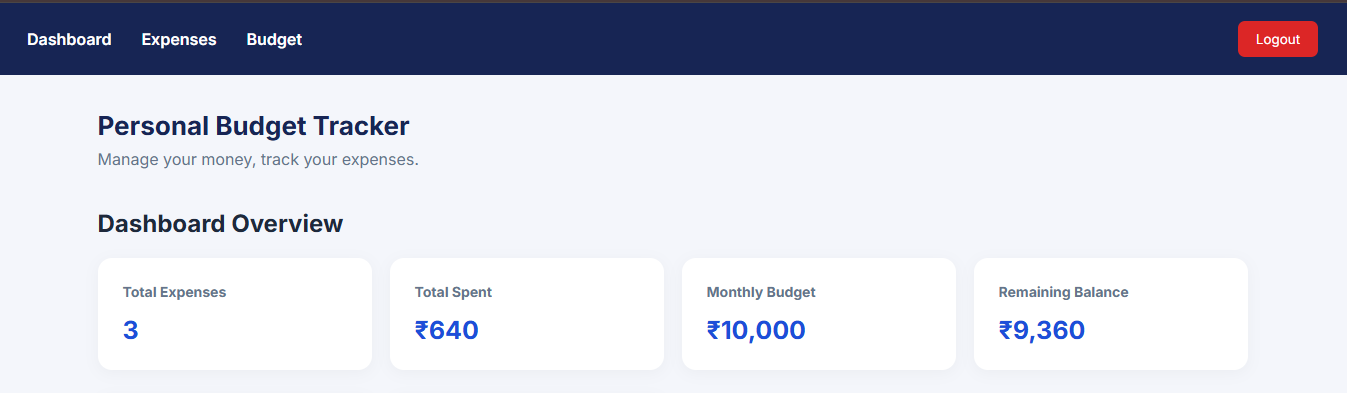 Dashboard Expenses Budget Logout
Personal Budget Tracker
Manage your money, track your expenses.
Dashboard Overview
Total Expenses
3
Total Spent
₹640
Monthly Budget
₹10,000
Remaining Balance
₹9,360